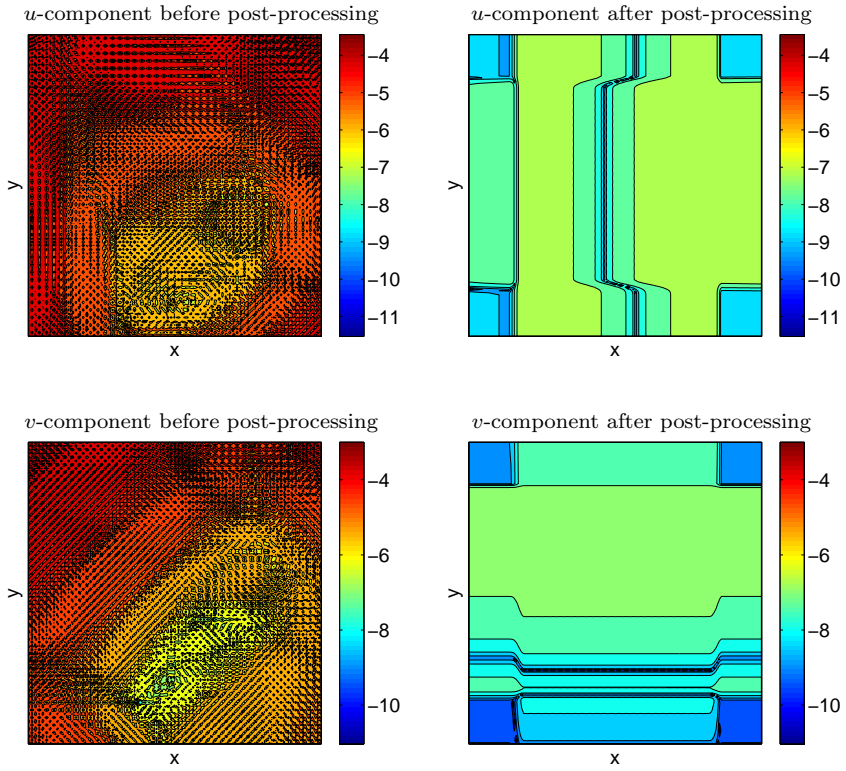 u-component before post-processing
u-component after post-processing
y
−4
−5
−6
−7
−8
−9
−10
−11
x
y
−4
−5
−6
−7
−8
−9
−10
−11
x
v-component before post-processing
v-component after post-processing
y
−4
−6
−8
−10
x
y
−4
−6
−8
−10
x